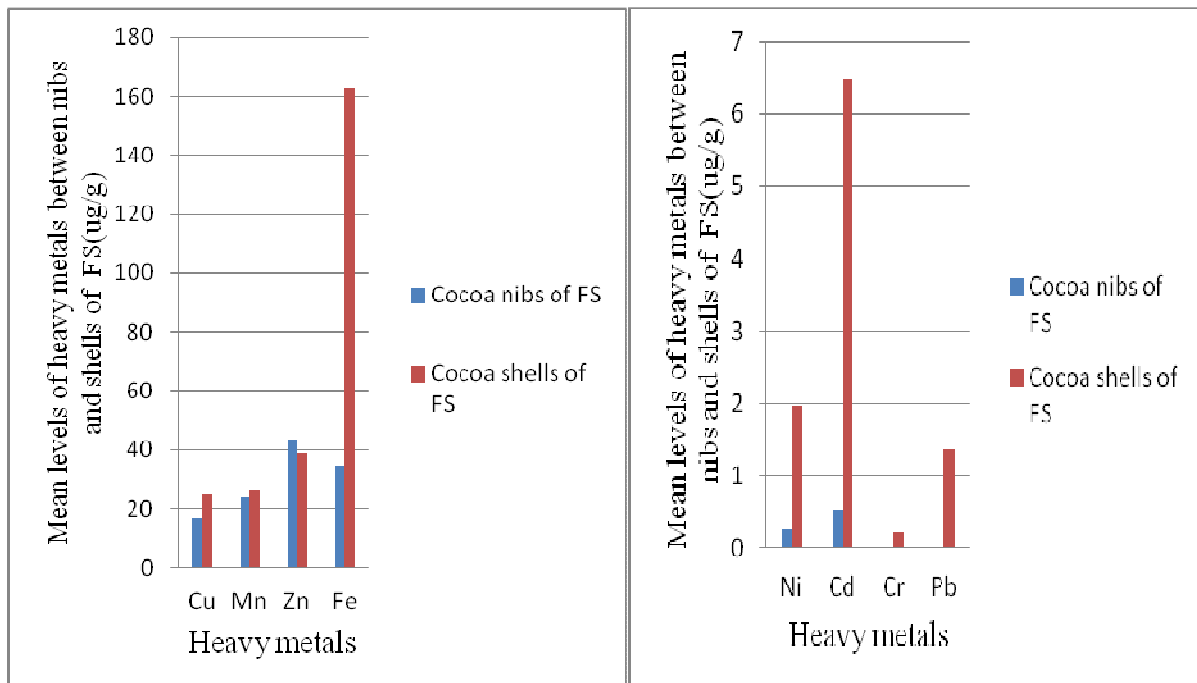 Mean levels of heavy metals between nibs
and shells of FS(ug/g)
180
160
140
120
100
80
60
40
20
0
Cu Mn Zn Fe
Heavy metals
Cocoa nibs of FS
Cocoa shells of
FS
Mean levels of heavy metals between
nibs and shells of FS(ug/g)
7
6
5
4
3
2
1
0
Ni Cd Cr Pb
Heavy metals
Cocoa nibs of
FS
Cocoa shells of
FS